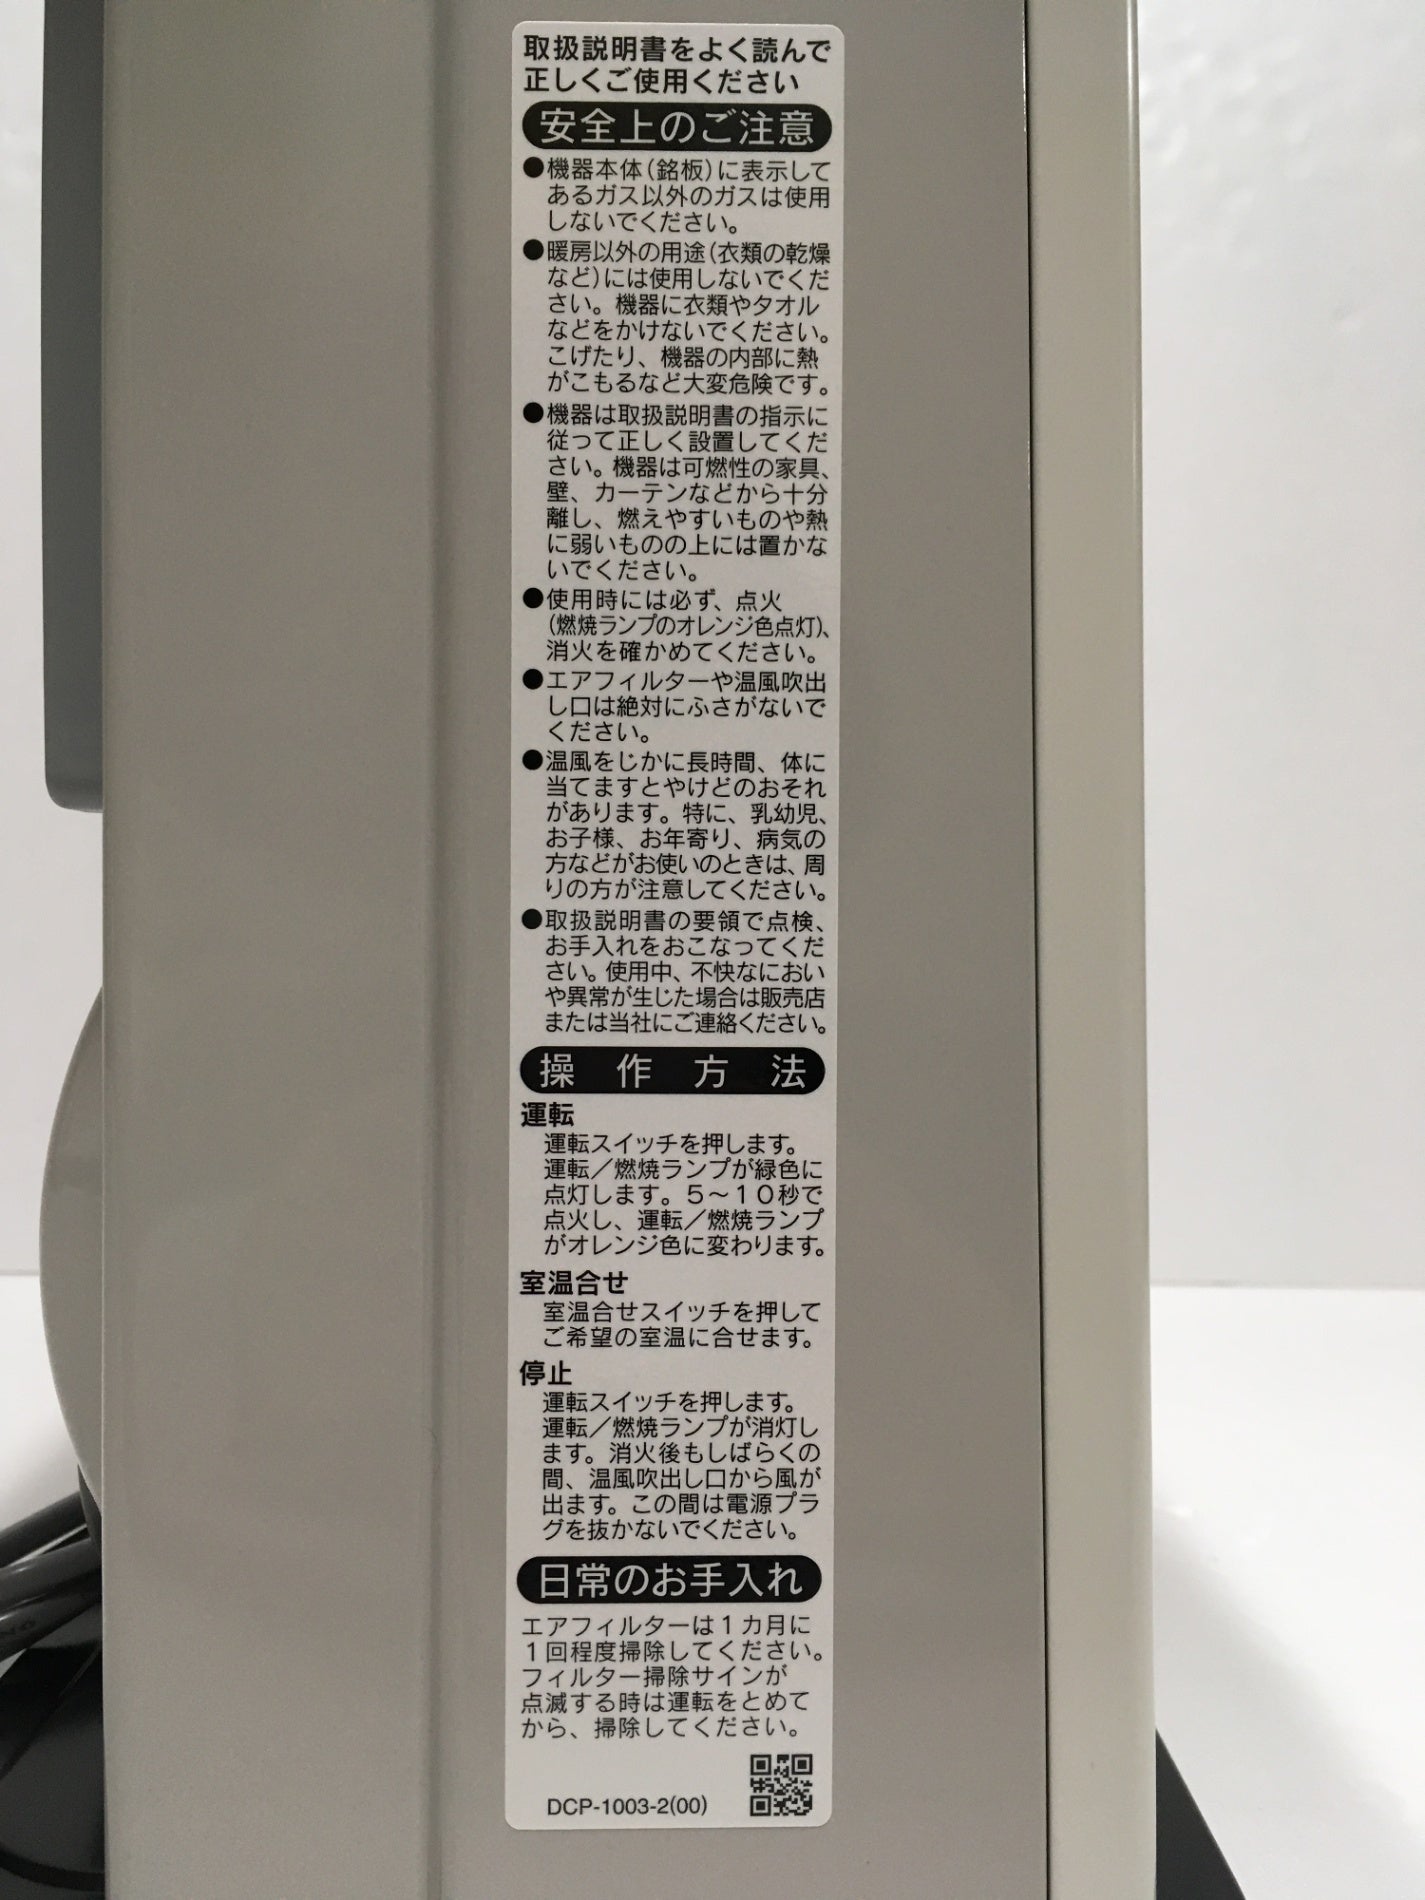 取扱説明書をよく読んで
正しくご使用ください
安全上のご注意
●機器本体(銘板)に表示して
あるガス以外のガスは使用
しないでください。
●暖房以外の用途(衣類の乾燥
など)には使用しないでくだ
さい。機器に衣類やタオル
などをかけないでください。
こげたり、機器の内部に熱
がこもるなど大変危険です。
●機器は取扱説明書の指示に
従って正しく設置してくだ
さい。機器は可燃性の家具、
壁、カーテンなどから十分
離し、燃えやすいものや熱
に弱いものの上には置かな
いでください。
●使用時には必ず、点火
(燃焼ランプのオレンジ色点灯)、
消火を確かめてください。
●エアフィルターや温風吹出
し口は絶対にふさがないで
ください。
●温風をじかに長時間、体に
当てますとやけどのおそれ
があります。特に、乳幼児、
お子様、お年寄り、病気の
方などがお使いのときは、周
りの方が注意してください。
●取扱説明書の要領で点検、
お手入れをおこなってくだ
さい。使用中、不快なにおい
や異常が生じた場合は販売店
または当社にご連絡ください。
操作方法
運転
運転スイッチを押します。
運転／燃焼ランプが緑色に
点灯します。５～１０秒で
点火し、運転／燃焼ランプ
がオレンジ色に変わります。
室温合せ
室温合せスイッチを押して
ご希望の室温に合せます。
停止
運転スイッチを押します。
運転／燃焼ランプが消灯し
ます。消火後もしばらくの
間、温風吹出し口から風が
出ます。この間は電源プラ
グを抜かないでください。
日常のお手入れ
エアフィルターは１カ月に
１回程度掃除してください。
フィルター掃除サインが
点滅する時は運転をとめて
から、掃除してください。
DCP-1003-2(00)